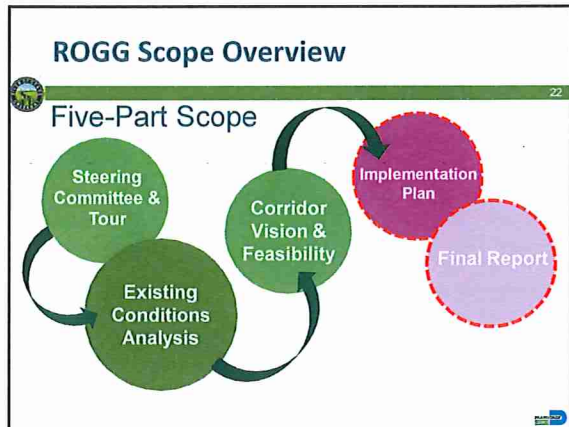 ROGG Scope Overview
22
Five-Part Scope
Steering
Committee &
Tour
Existing
Conditions
Analysis
Corridor
Vision &
Feasibility
Implementation
Plan
Final Report